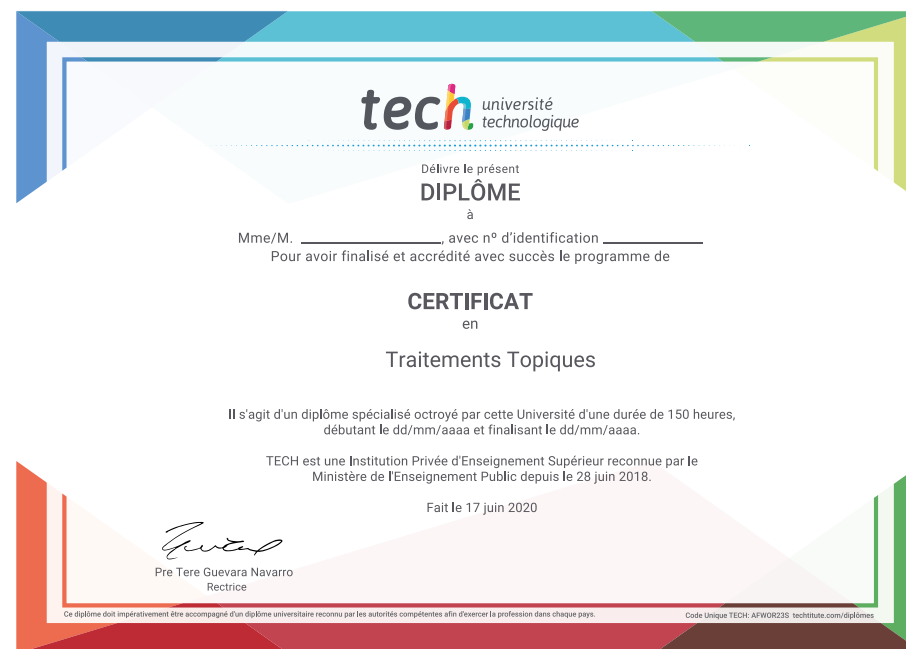 tech université
technologique
Délivre le présent
DIPLÔME
à
Mme/M. ____________________, avec nº d'identification ______________
Pour avoir finalisé et accrédité avec succès le programme de
CERTIFICAT
en
Traitements Topiques
Il s'agit d'un diplôme spécialisé octroyé par cette Université d'une durée de 150 heures,
débutant le dd/mm/aaaa et finalisant le dd/mm/aaaa.
TECH est une Institution Privée d'Enseignement Supérieur reconnue par le
Ministère de l'Enseignement Public depuis le 28 juin 2018.
Fait le 17 juin 2020
Pre Tere Guevara Navarro
Rectrice
Ce diplôme doit impérativement être accompagné d'un diplôme universitaire reconnu par les autorités compétentes afin d'exercer la profession dans chaque pays.
Code Unique TECH: AFWOR23S techtitute.com/diplômes